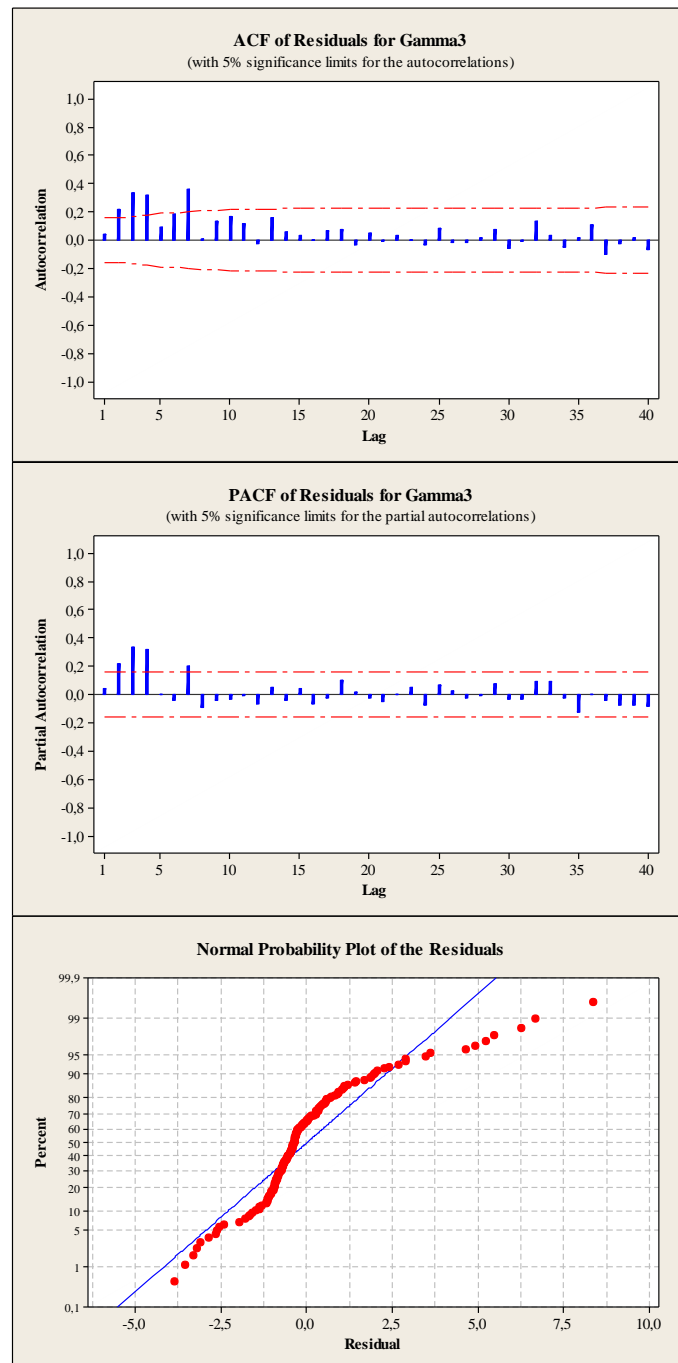 ACF of Residuals for Gamma3
(with 5% significance limits for the autocorrelations)
1,0
0,8
0,6
0,4
0,2
0,0
-0,2
-0,4
-0,6
-0,8
-1,0
Autocorrelation
1 5 10 15 20 25 30 35 40
Lag
PACF of Residuals for Gamma3
(with 5% significance limits for the partial autocorrelations)
1,0
0,8
0,6
0,4
0,2
0,0
-0,2
-0,4
-0,6
-0,8
-1,0
Partial Autocorrelation
1 5 10 15 20 25 30 35 40
Lag
Normal Probability Plot of the Residuals
99,9
99
95
90
80
70
60
50
40
30
20
10
5
1
0,1
Percent
-5,0 -2,5 0,0 2,5 5,0 7,5 10,0
Residual